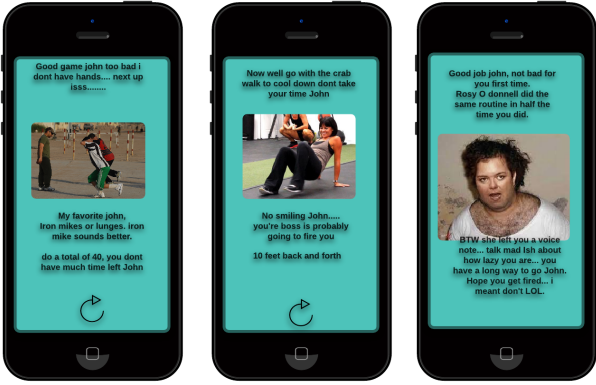 Good game john too bad i
dont have hands.... next up
isss........
My favorite john,
Iron mikes or lunges. iron
mike sounds better.
do a total of 40, you dont
have much time left John
Now well go with the crab
walk to cool down dont take
your time John
No smiling John.....
you're boss is probably
going to fire you
10 feet back and forth
Good job john, not bad for
you first time.
Rosy O donnell did the
same routine in half the
time you did.
BTW she left you a voice
note... talk mad Ish about
how lazy you are... you
have a long way to go John.
Hope you get fired... i
meant don't LOL.